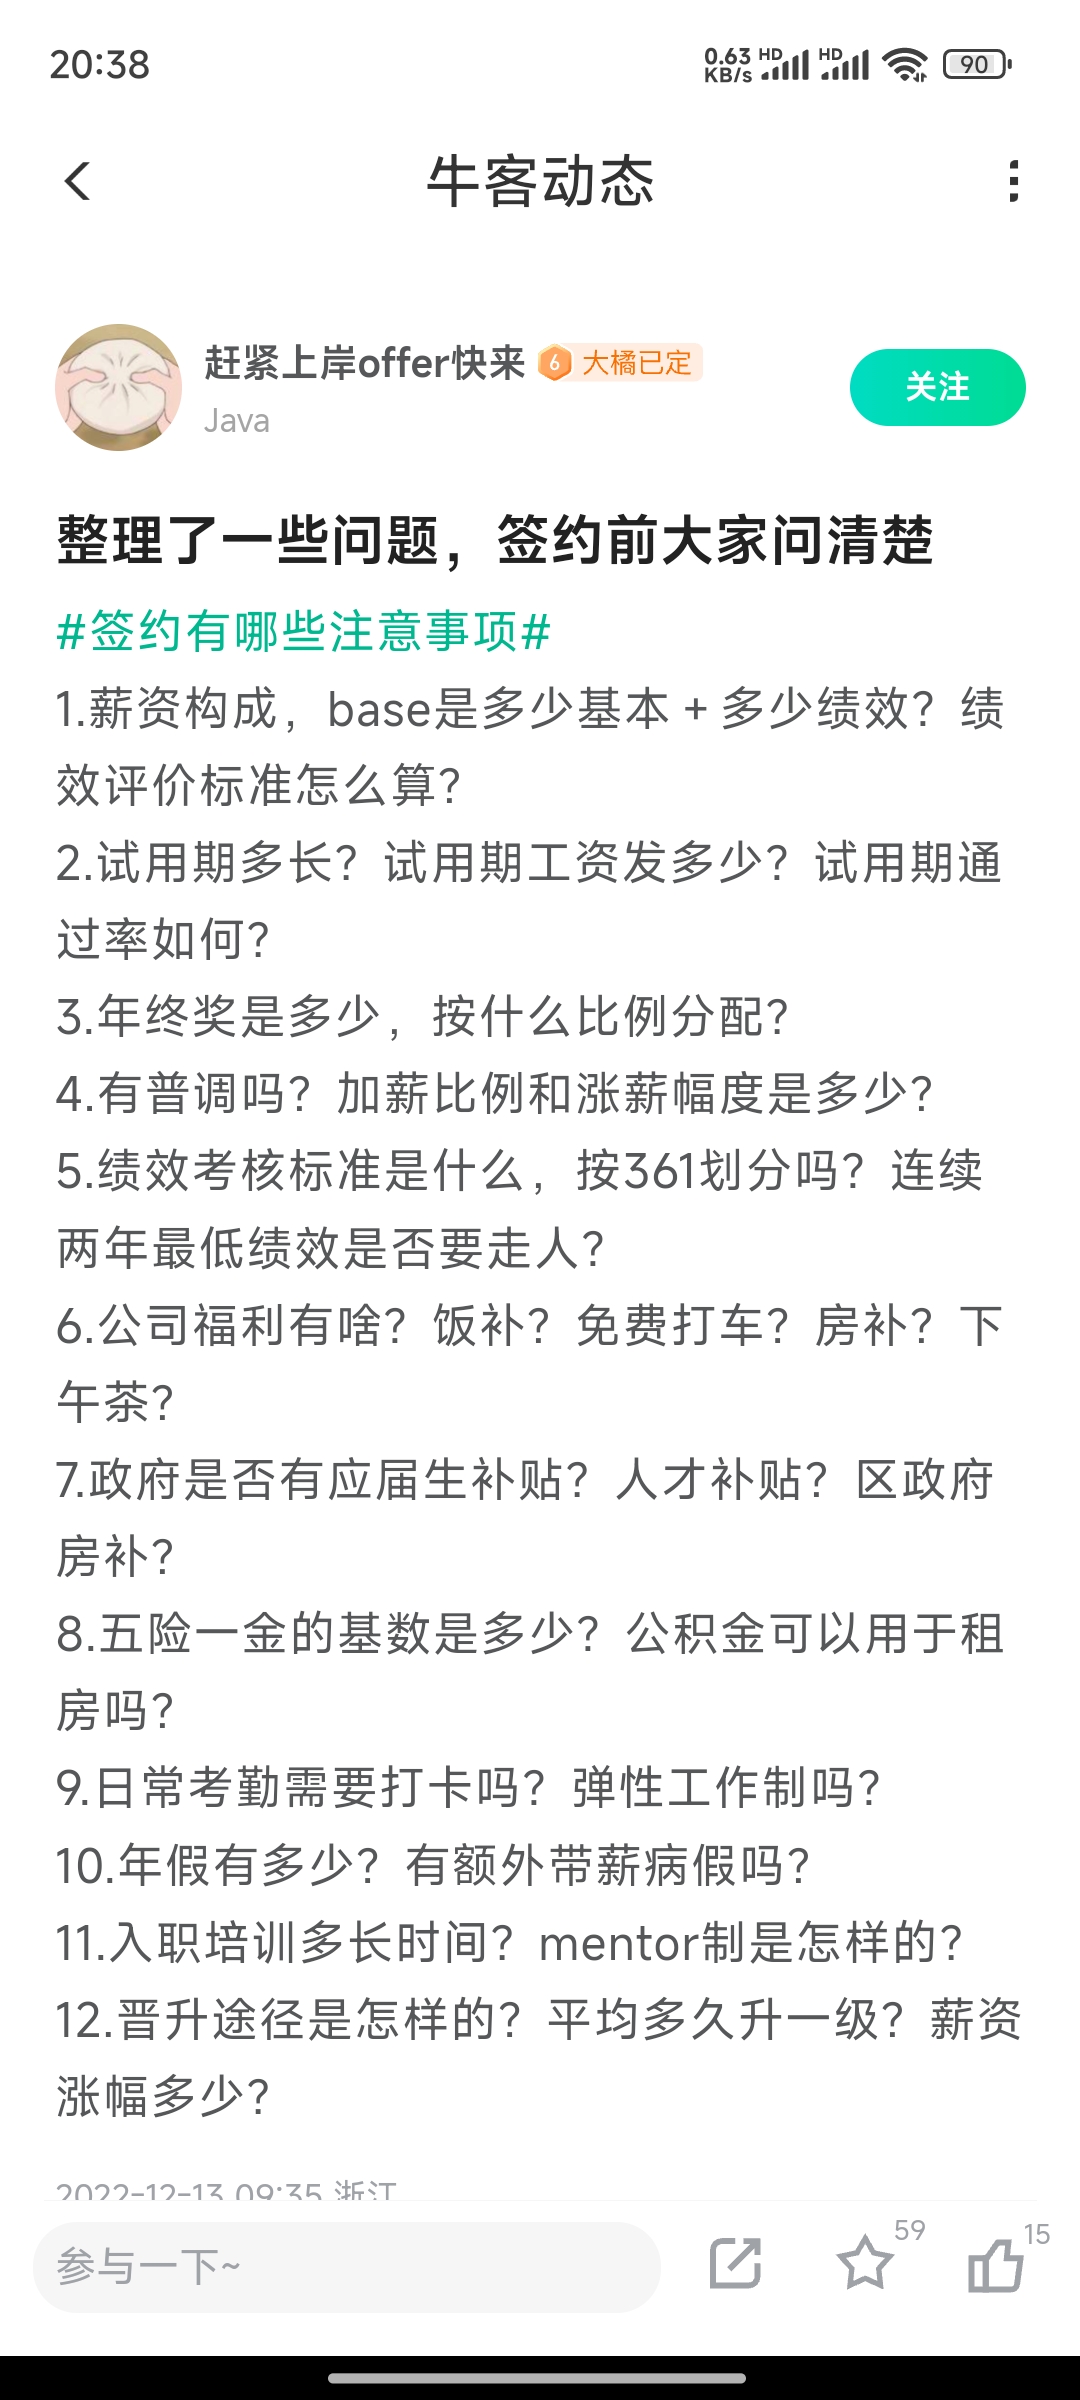 20:38
0.63 KB/s HD HD 90
牛客动态
赶紧上岸offer快来 6 大橘已定
Java
关注
整理了一些问题，签约前大家问清楚
#签约有哪些注意事项#
1.薪资构成，base是多少基本＋多少绩效？绩
效评价标准怎么算？
2.试用期多长？试用期工资发多少？试用期通
过率如何？
3.年终奖是多少，按什么比例分配？
4.有普调吗？加薪比例和涨薪幅度是多少？
5.绩效考核标准是什么，按361划分吗？连续
两年最低绩效是否要走人？
6.公司福利有啥？饭补？免费打车？房补？下
午茶？
7.政府是否有应届生补贴？人才补贴？区政府
房补？
8.五险一金的基数是多少？公积金可以用于租
房吗？
9.日常考勤需要打卡吗？弹性工作制吗？
10.年假有多少？有额外带薪病假吗？
11.入职培训多长时间？mentor制是怎样的？
12.晋升途径是怎样的？平均多久升一级？薪资
涨幅多少？
2022-12-13 09:35 浙江
参与一下~
59
15